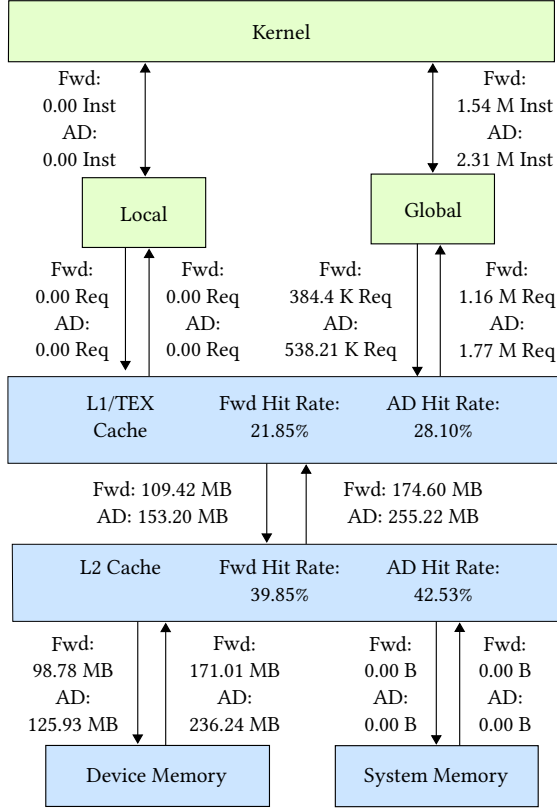 Kernel
Fwd:
0.00 Inst
AD:
0.00 Inst
Fwd:
1.54 M Inst
AD:
2.31 M Inst
Local
Global
Fwd:
0.00 Req
AD:
0.00 Req
Fwd:
0.00 Req
AD:
0.00 Req
Fwd:
384.4 K Req
AD:
538.21 K Req
Fwd:
1.16 M Req
AD:
1.77 M Req
L1/TEX
Cache
Fwd Hit Rate:
21.85%
AD Hit Rate:
28.10%
Fwd: 109.42 MB
AD: 153.20 MB
Fwd: 174.60 MB
AD: 255.22 MB
L2 Cache
Fwd Hit Rate:
39.85%
AD Hit Rate:
42.53%
Fwd:
98.78 MB
AD:
125.93 MB
Fwd:
171.01 MB
AD:
236.24 MB
Fwd:
0.00 B
AD:
0.00 B
Fwd:
0.00 B
AD:
0.00 B
Device Memory
System Memory